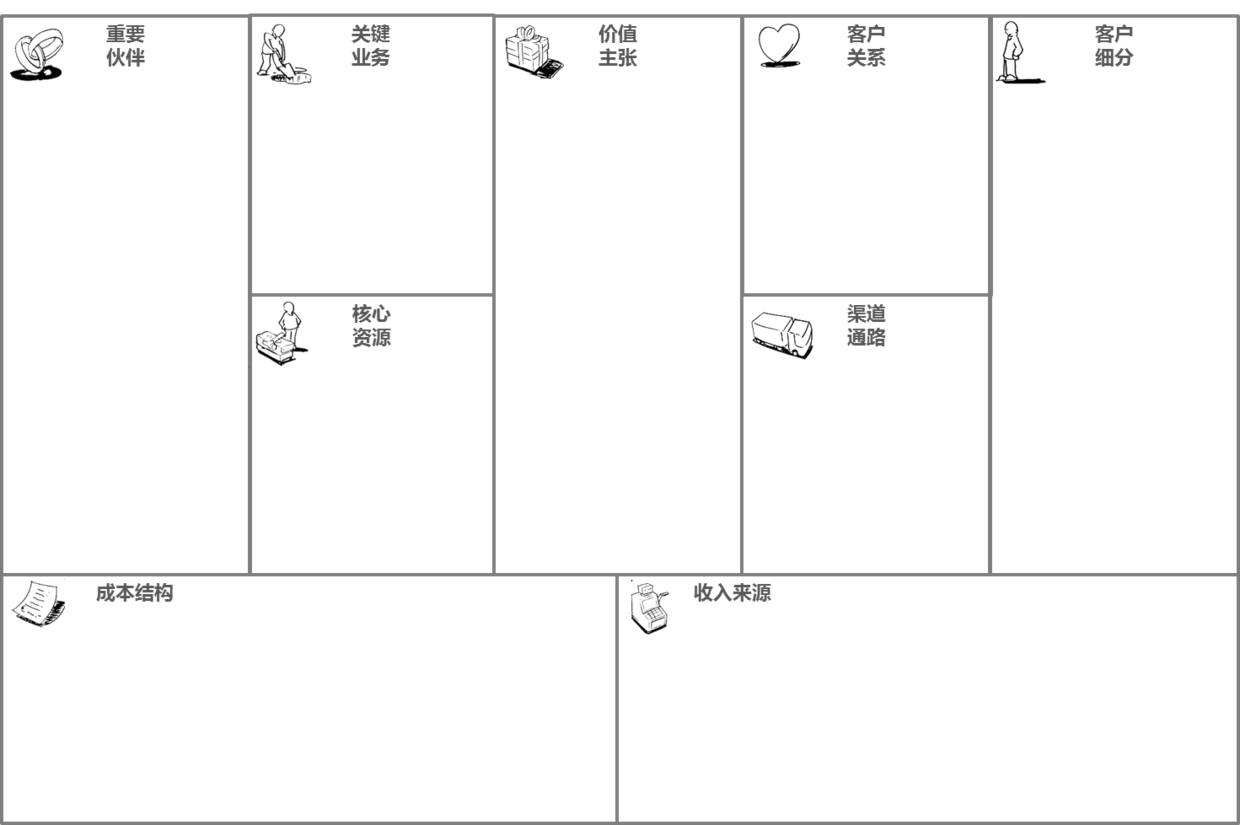 重要
伙伴
关键
业务
价值
主张
客户
关系
客户
细分
核心
资源
渠道
通路
成本结构
收入来源